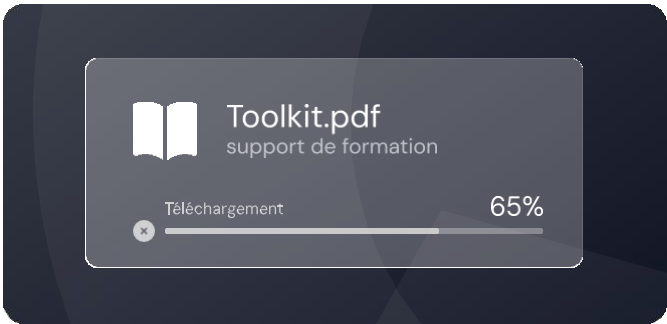 Toolkit.pdf
support de formation
Téléchargement 65%